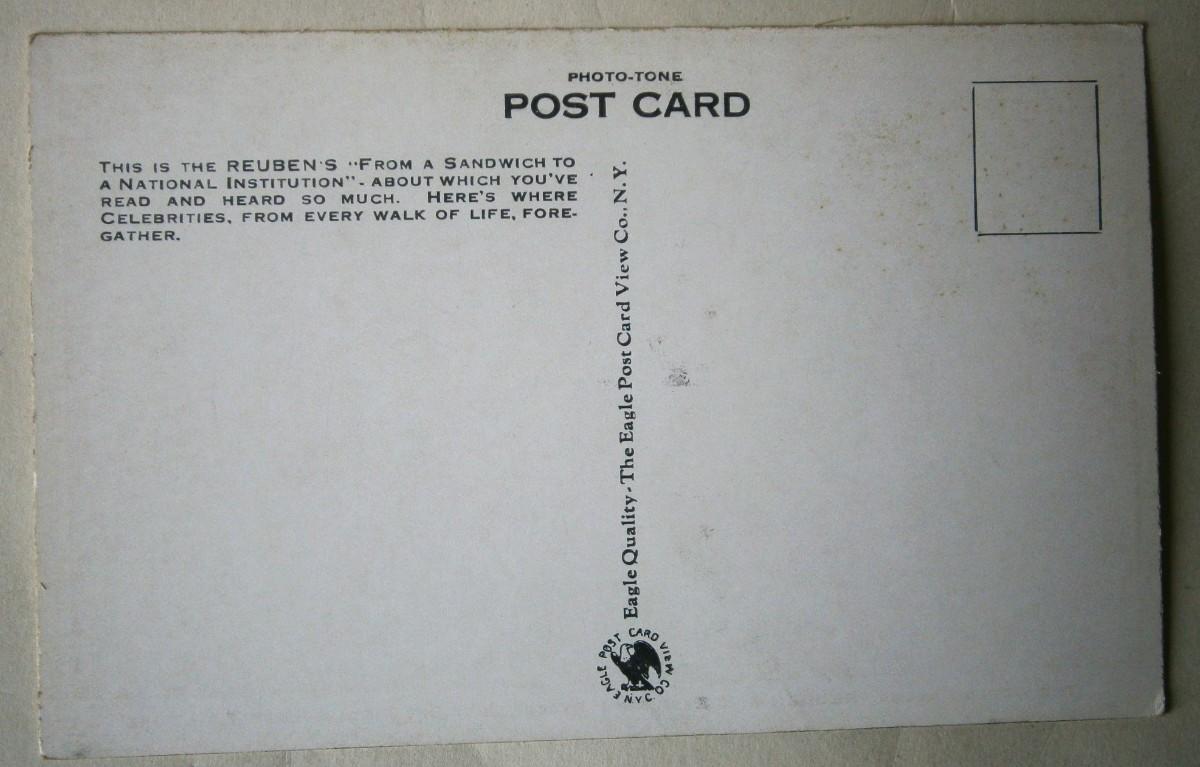 PHOTO-TONE
POST CARD
THIS IS THE REUBEN'S "FROM A SANDWICH TO
A NATIONAL INSTITUTION" - ABOUT WHICH YOU'VE
READ AND HEARD SO MUCH. HERE'S WHERE
CELEBRITIES, FROM EVERY WALK OF LIFE, FORE-
GATHER.
Eagle Quality - The Eagle Post Card View Co., N.Y.
EAGLE POST CARD VIEW CO.
N.Y.C.